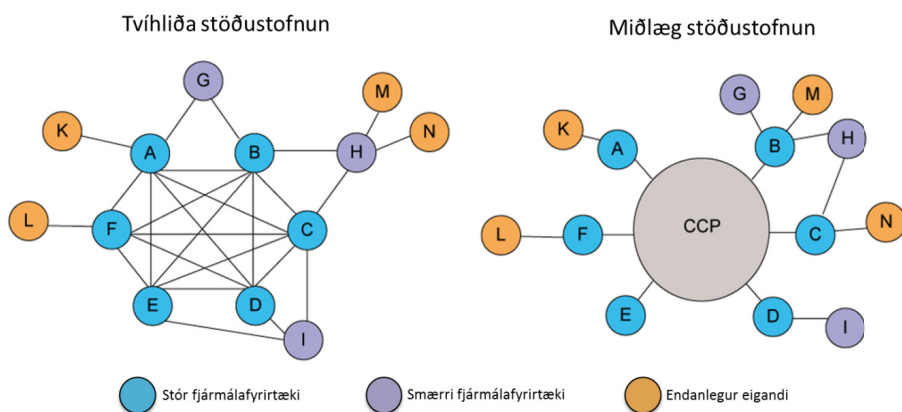 Tvíhliða stöðustofnun
G
M
K
N
A
B
H
L
F
C
E
D
I
Miðlæg stöðustofnun
G
M
K
A
B
H
CCP
L
F
C
N
E
D
I
Stór fjármálafyrirtæki
Smærri fjármálafyrirtæki
Endanlegur eigandi